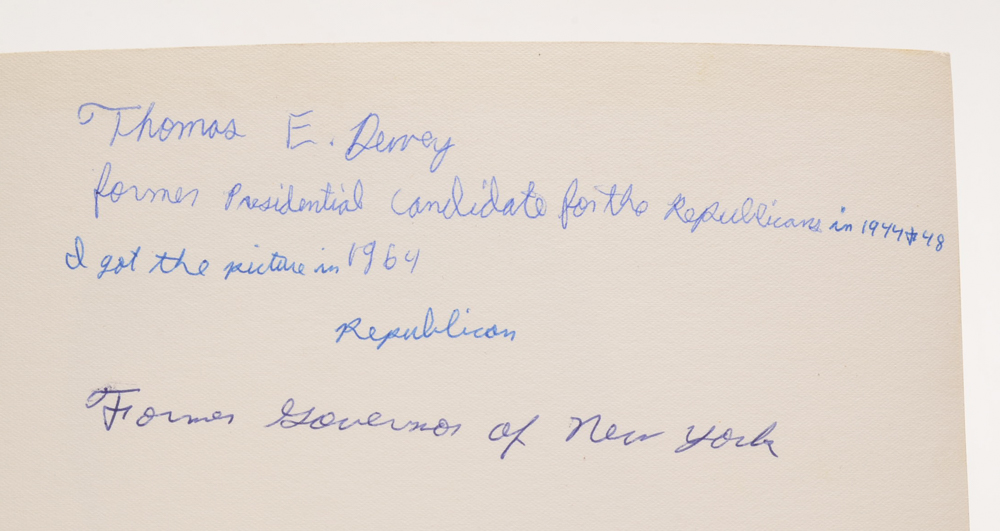 Thomas E. Dewey
former Presidential Candidate for the Republicans in 1944 & 48
I got the picture in 1964
Republican
Former Governor of New York